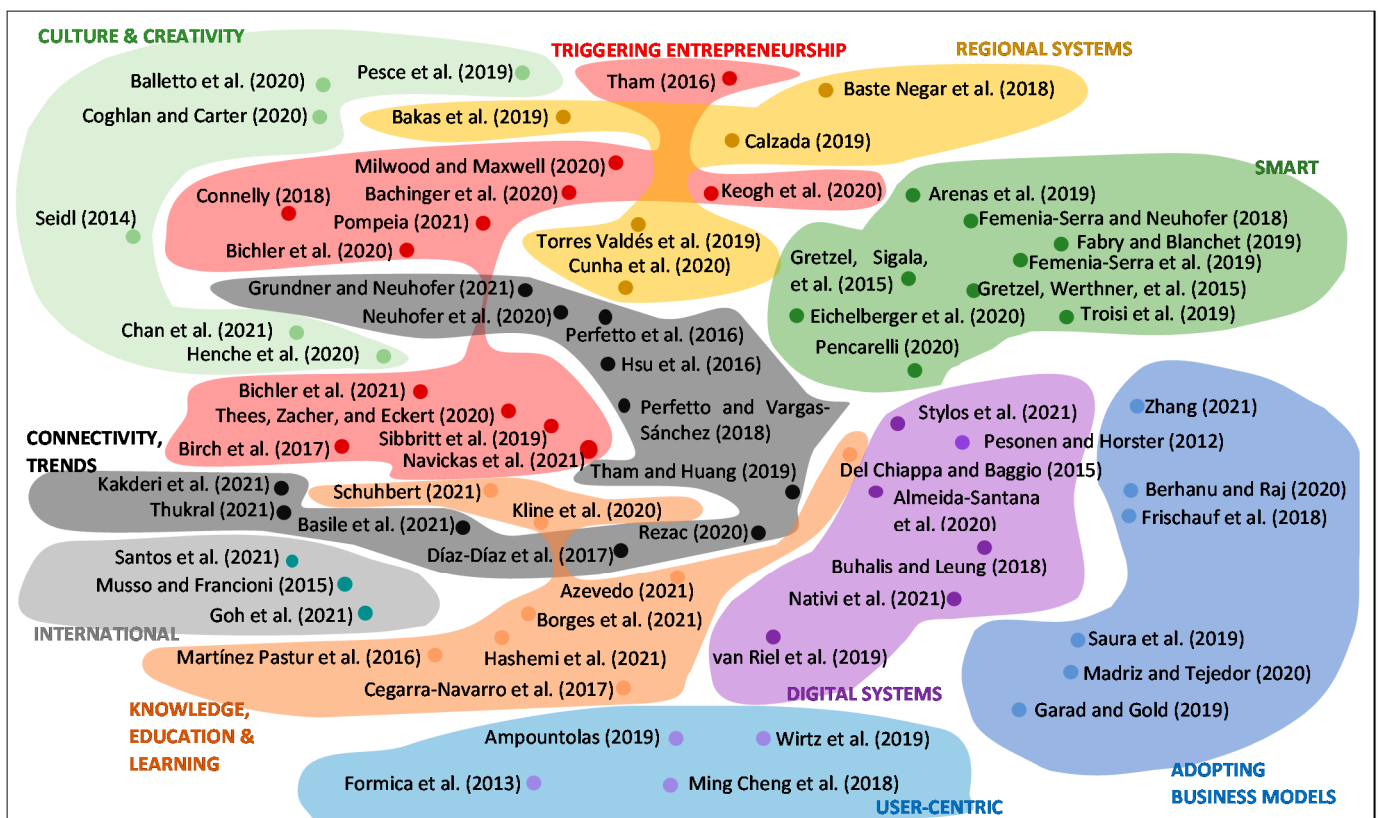 CULTURE & CREATIVITY
TRIGGERING ENTREPRENEURSHIP
REGIONAL SYSTEMS
Balletto et al. (2020)
Pesce et al. (2019)
Tham (2016)
Baste Negar et al. (2018)
Coghlan and Carter (2020)
Bakas et al. (2019)
Calzada (2019)
Milwood and Maxwell (2020)
SMART
Connelly (2018)
Bachinger et al. (2020)
Keogh et al. (2020)
Arenas et al. (2019)
Seidl (2014)
Pompeia (2021)
Femenia-Serra and Neuhofer (2018)
Bichler et al. (2020)
Torres Valdés et al. (2019)
Fabry and Blanchet (2019)
Cunha et al. (2020)
Gretzel, Sigala,
et al. (2015)
Femenia-Serra et al. (2019)
Grundner and Neuhofer (2021)
Gretzel, Werthner, et al. (2015)
Neuhofer et al. (2020)
Eichelberger et al. (2020)
Troisi et al. (2019)
Chan et al. (2021)
Perfetto et al. (2016)
Henche et al. (2020)
Hsu et al. (2016)
Pencarelli (2020)
Bichler et al. (2021)
Thees, Zacher, and Eckert (2020)
Perfetto and Vargas-
Sánchez (2018)
Stylos et al. (2021)
Zhang (2021)
Birch et al. (2017)
Sibbritt et al. (2019)
Pesonen and Horster (2012)
CONNECTIVITY,
TRENDS
Navickas et al. (2021)
Tham and Huang (2019)
Del Chiappa and Baggio (2015)
Kakderi et al. (2021)
Schuhbert (2021)
Almeida-Santana
et al. (2020)
Berhanu and Raj (2020)
Thukral (2021)
Basile et al. (2021)
Kline et al. (2020)
Frischauf et al. (2018)
Rezac (2020)
Díaz-Díaz et al. (2017)
Santos et al. (2021)
Buhalis and Leung (2018)
Musso and Francioni (2015)
Azevedo (2021)
Nativi et al. (2021)
Goh et al. (2021)
Borges et al. (2021)
INTERNATIONAL
Saura et al. (2019)
Martínez Pastur et al. (2016)
Hashemi et al. (2021)
van Riel et al. (2019)
Madriz and Tejedor (2020)
Cegarra-Navarro et al. (2017)
DIGITAL SYSTEMS
Garad and Gold (2019)
KNOWLEDGE,
EDUCATION &
LEARNING
Ampountolas (2019)
Wirtz et al. (2019)
Formica et al. (2013)
Ming Cheng et al. (2018)
ADOPTING
BUSINESS MODELS
USER-CENTRIC